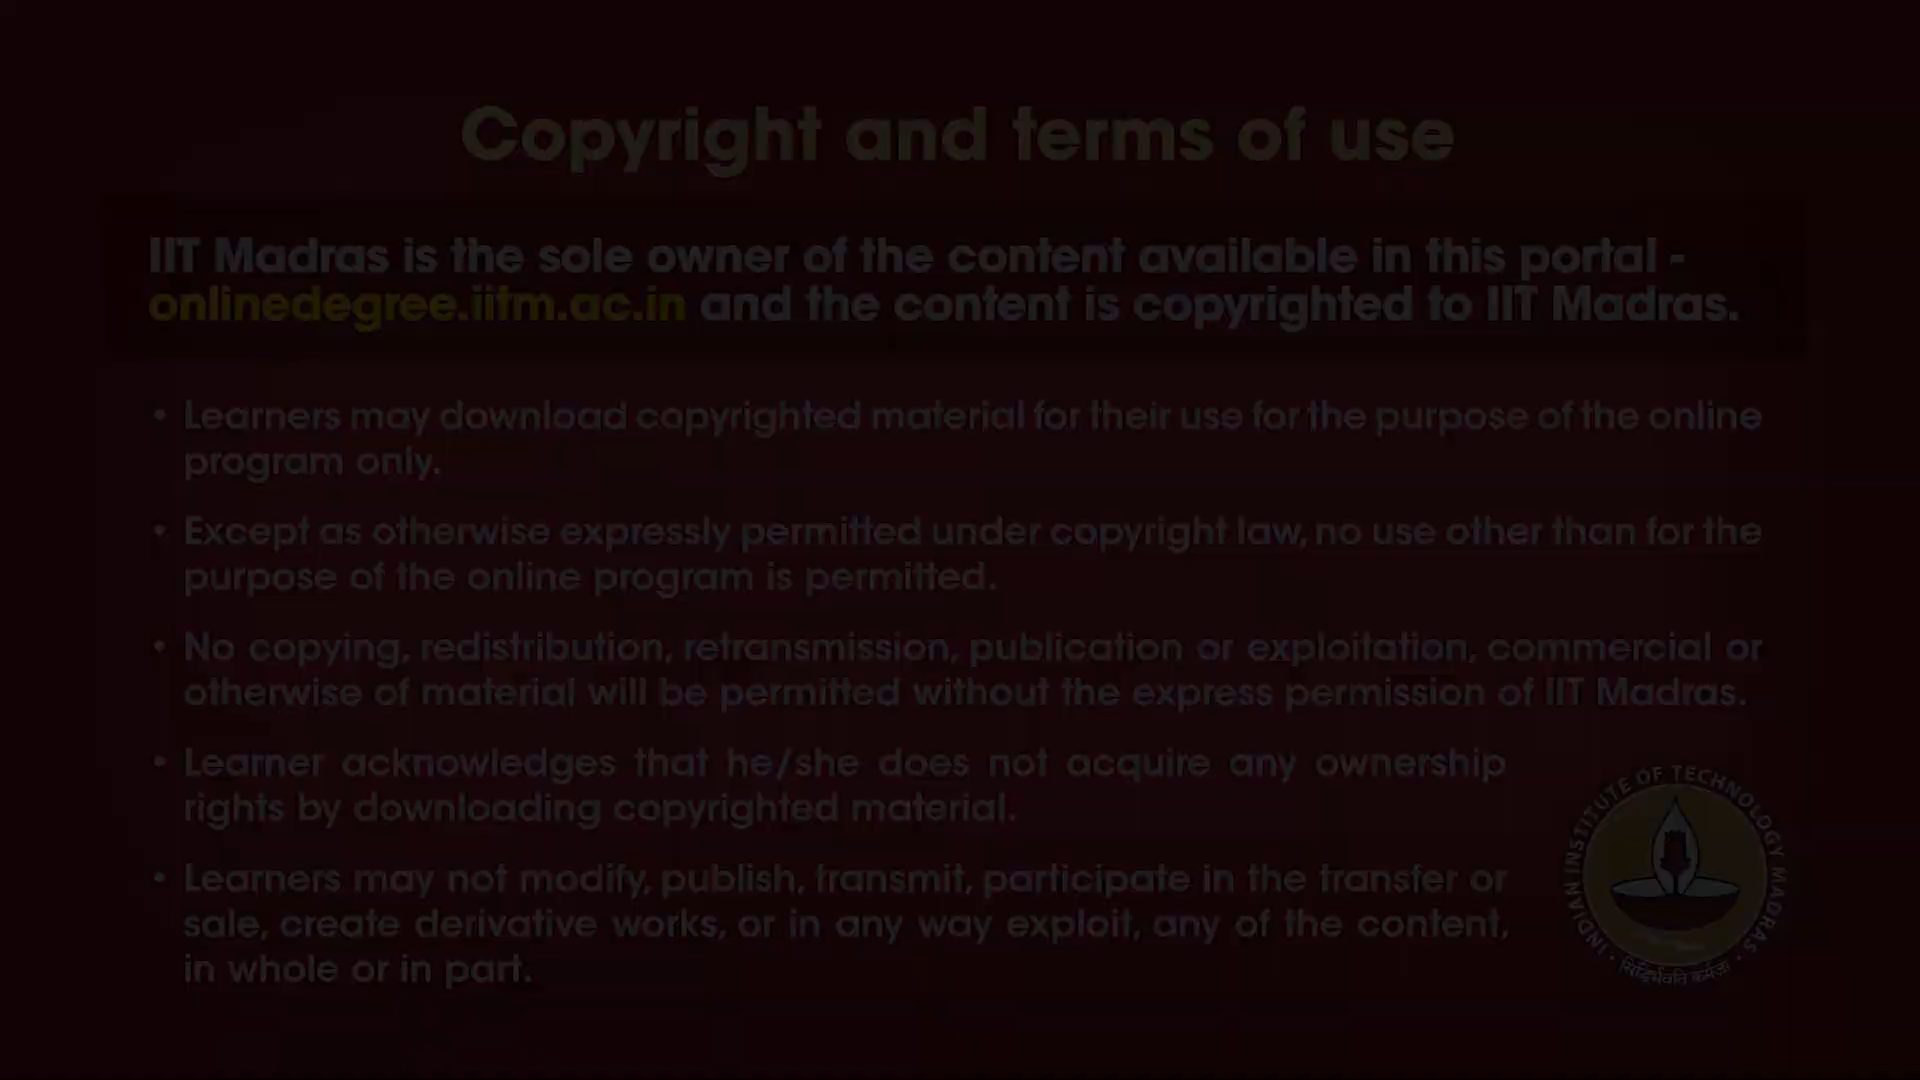 Copyright and terms of use
IIT Madras is the sole owner of the content available in this portal -
onlinedegree.iitm.ac.in and the content is copyrighted to IIT Madras.
• Learners may download copyrighted material for their use for the purpose of the online
program only.
• Except as otherwise expressly permitted under copyright law, no use other than for the
purpose of the online program is permitted.
• No copying, redistribution, retransmission, publication or exploitation, commercial or
otherwise of material will be permitted without the express permission of IIT Madras.
• Learner acknowledges that he/she does not acquire any ownership
rights by downloading copyrighted material.
• Learners may not modify, publish, transmit, participate in the transfer or
sale, create derivative works, or in any way exploit, any of the content,
in whole or in part.
INDIAN INSTITUTE OF TECHNOLOGY MADRAS
सिद्धिर्भवति कर्मजा